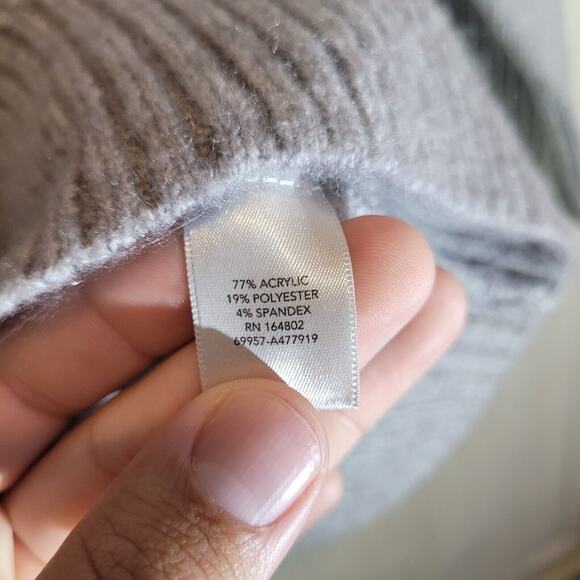 77% ACRYLIC
19% POLYESTER
4% SPANDEX
RN 164802
69957-A477919